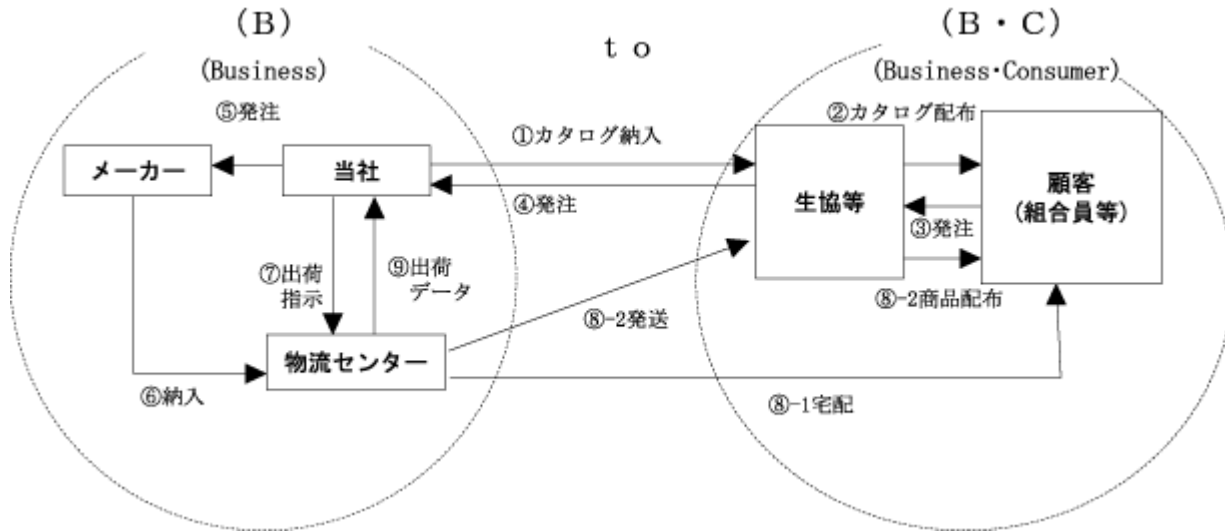 （Ｂ）
ｔｏ
（Ｂ・Ｃ）
(Business)
(Business・Consumer)
⑤発注
①カタログ納入
②カタログ配布
メーカー
当社
生協等
顧客
(組合員等)
④発注
③発注
⑦出荷
指示
⑨出荷
データ
⑧-2発送
⑧-2商品配布
物流センター
⑥納入
⑧-1宅配